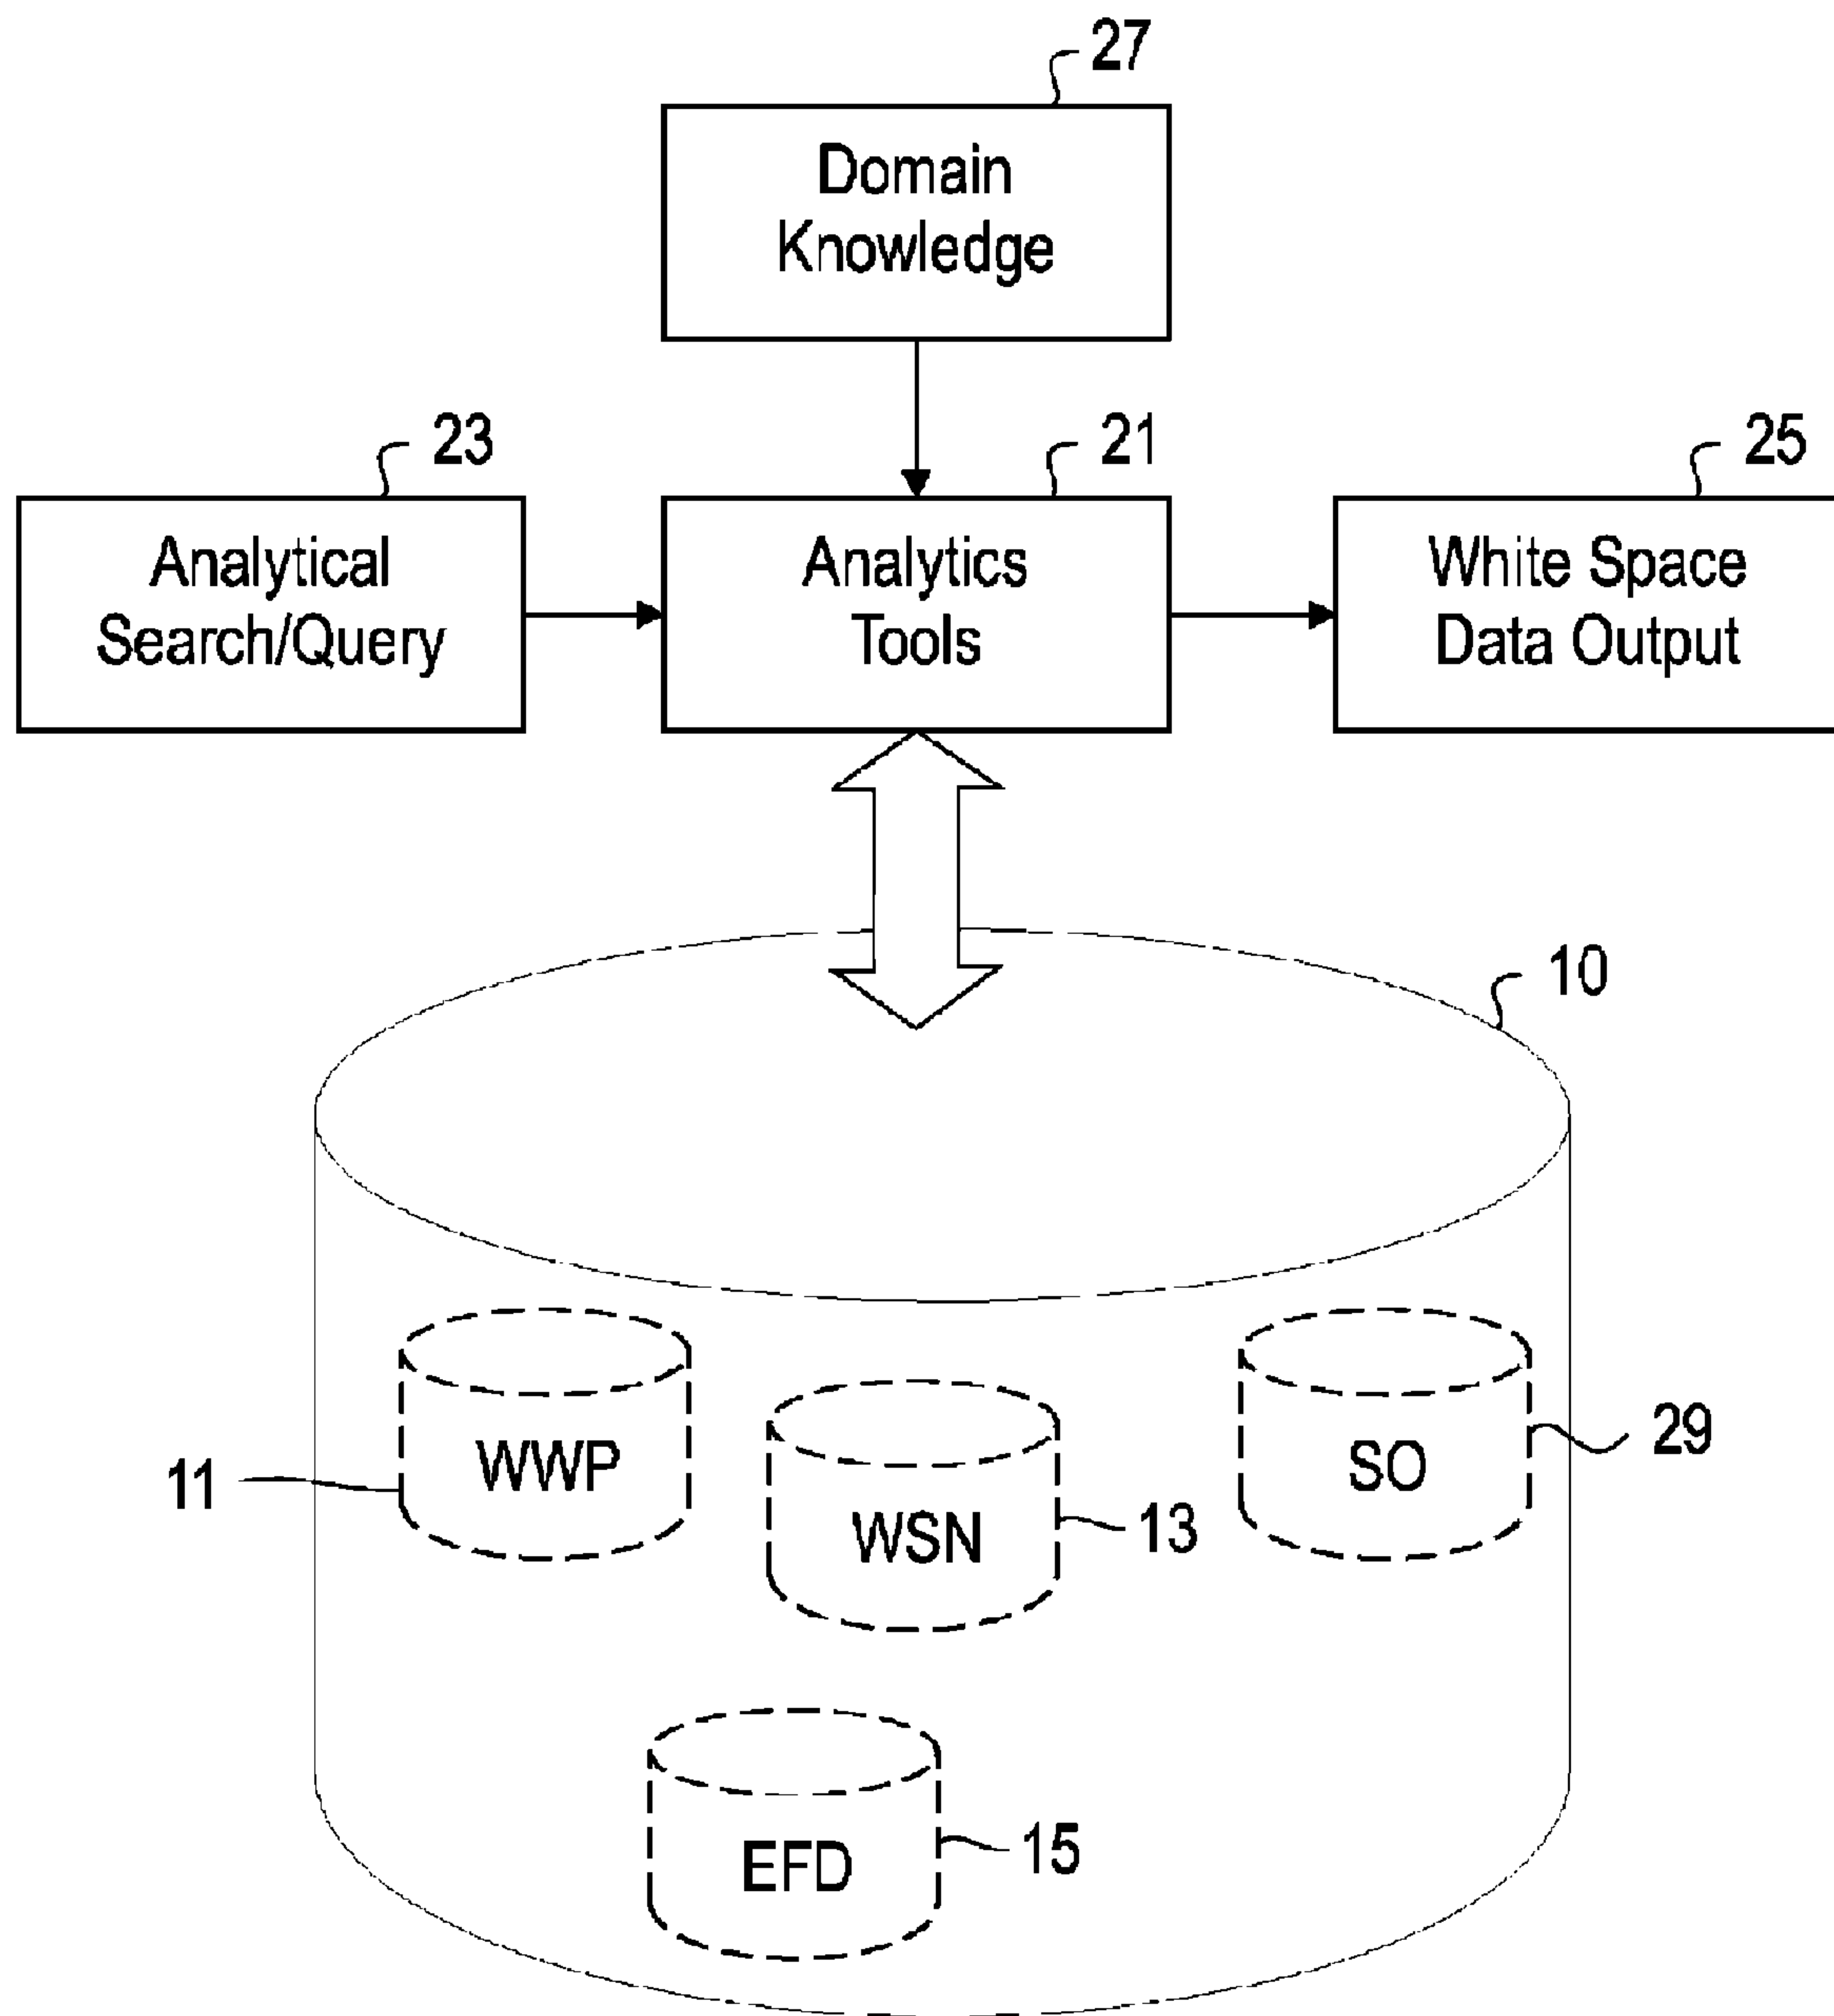 27
Domain
Knowledge
23
21
25
Analytical
Search/Query
Analytics
Tools
White Space
Data Output
10
WWP
11
WSN
13
SO
29
EFD
15